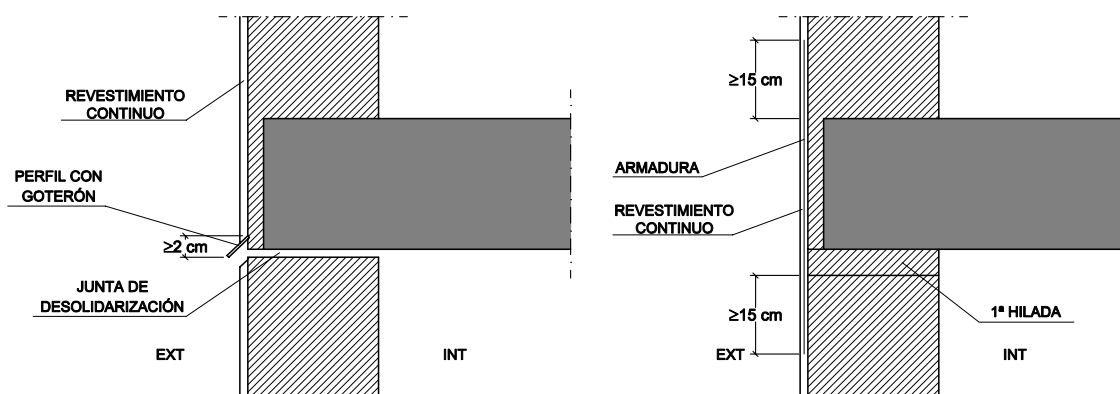 REVESTIMIENTO
CONTINUO
PERFIL CON
GOTERÓN
≥2 cm
JUNTA DE
DESOLIDARIZACIÓN
EXT
INT
≥15 cm
ARMADURA
REVESTIMIENTO
CONTINUO
≥15 cm
1ª HILADA
EXT
INT